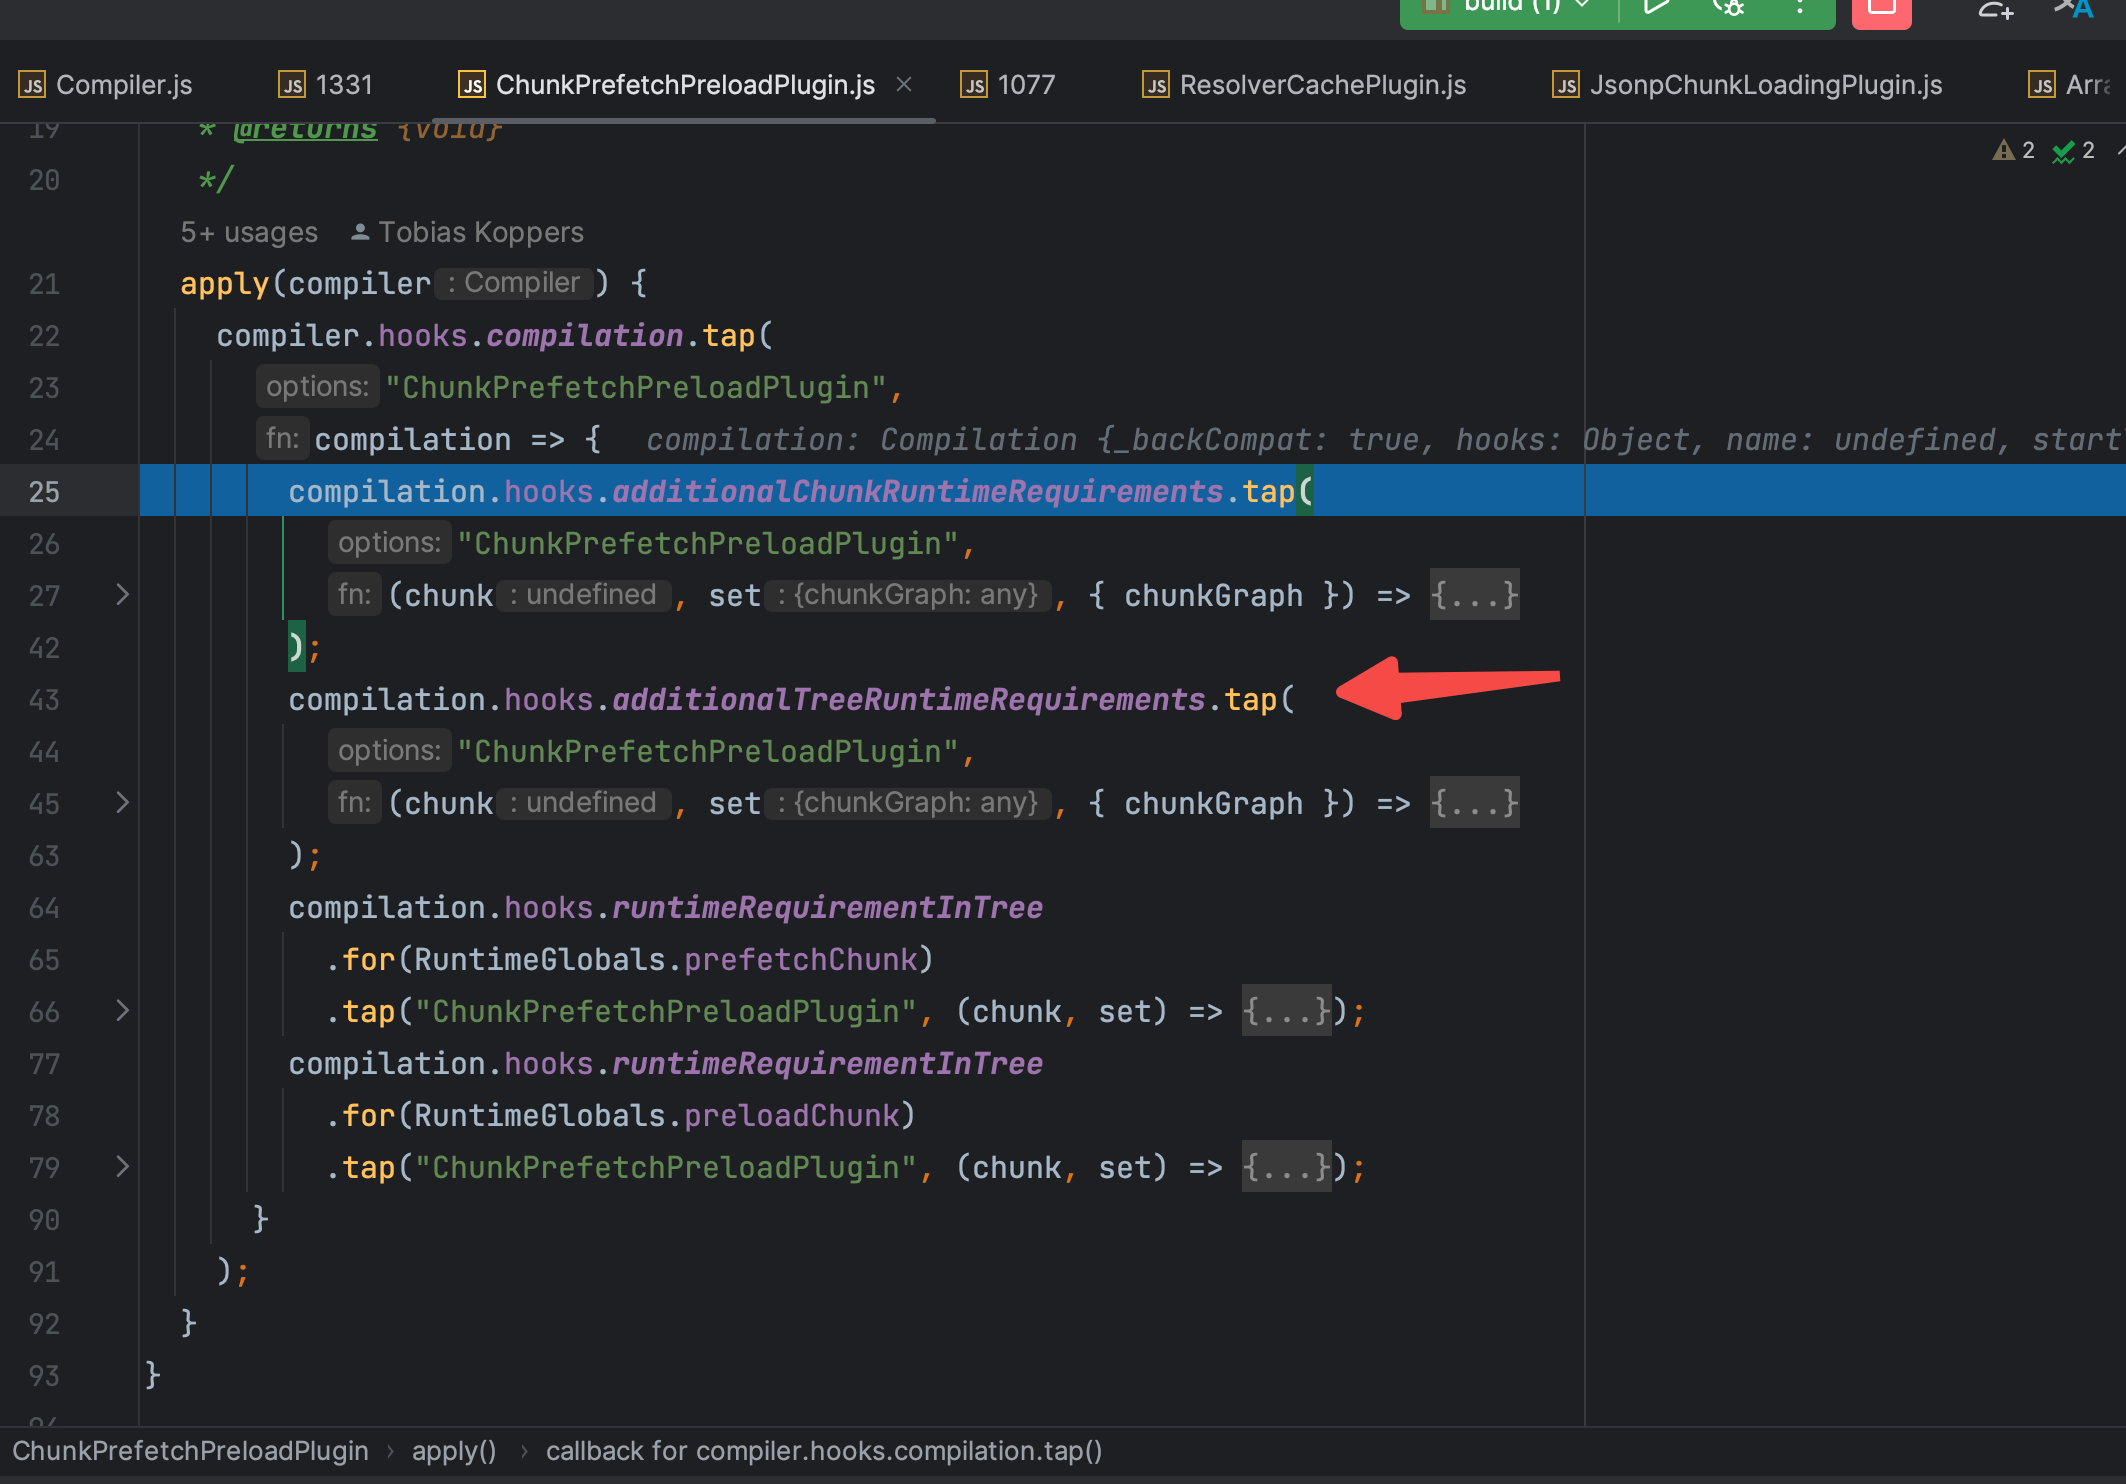 build (1)
Compiler.js 1331 ChunkPrefetchPreloadPlugin.js 1077 ResolverCachePlugin.js JsonpChunkLoadingPlugin.js Arra
19 * @returns {void}
2 2
20 */
5+ usages Tobias Koppers
21 apply(compiler : Compiler) {
22 compiler.hooks.compilation.tap(
23 options: "ChunkPrefetchPreloadPlugin",
24 fn: compilation => { compilation: Compilation {_backCompat: true, hooks: Object, name: undefined, start
25 compilation.hooks.additionalChunkRuntimeRequirements.tap(
26 options: "ChunkPrefetchPreloadPlugin",
27 fn: (chunk : undefined , set : {chunkGraph: any} , { chunkGraph }) => {...}
42 );
43 compilation.hooks.additionalTreeRuntimeRequirements.tap(
44 options: "ChunkPrefetchPreloadPlugin",
45 fn: (chunk : undefined , set : {chunkGraph: any} , { chunkGraph }) => {...}
63 );
64 compilation.hooks.runtimeRequirementInTree
65 .for(RuntimeGlobals.prefetchChunk)
66 .tap("ChunkPrefetchPreloadPlugin", (chunk, set) => {...});
77 compilation.hooks.runtimeRequirementInTree
78 .for(RuntimeGlobals.preloadChunk)
79 .tap("ChunkPrefetchPreloadPlugin", (chunk, set) => {...});
90 }
91 );
92 }
93 }
94
ChunkPrefetchPreloadPlugin › apply() › callback for compiler.hooks.compilation.tap()